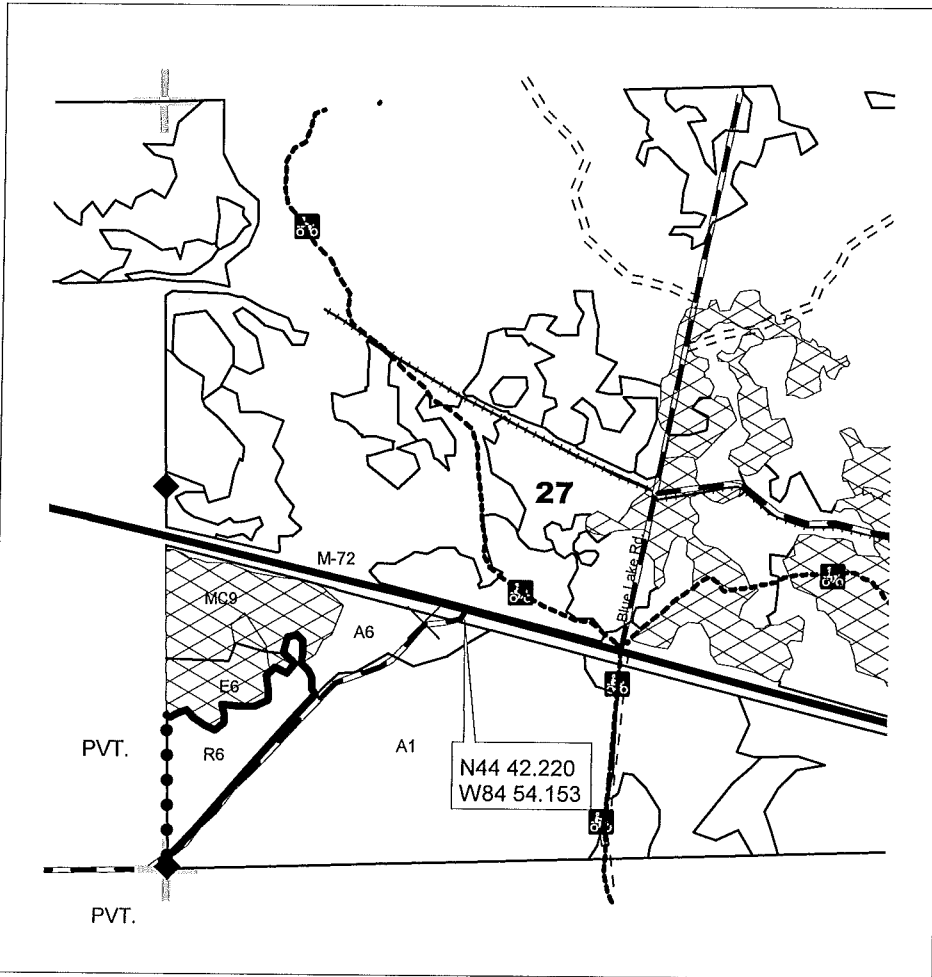 27
M-72
Blue Lake Rd
MC9
A6
E6
R6
A1
PVT.
N44 42.220
W84 54.153
PVT.